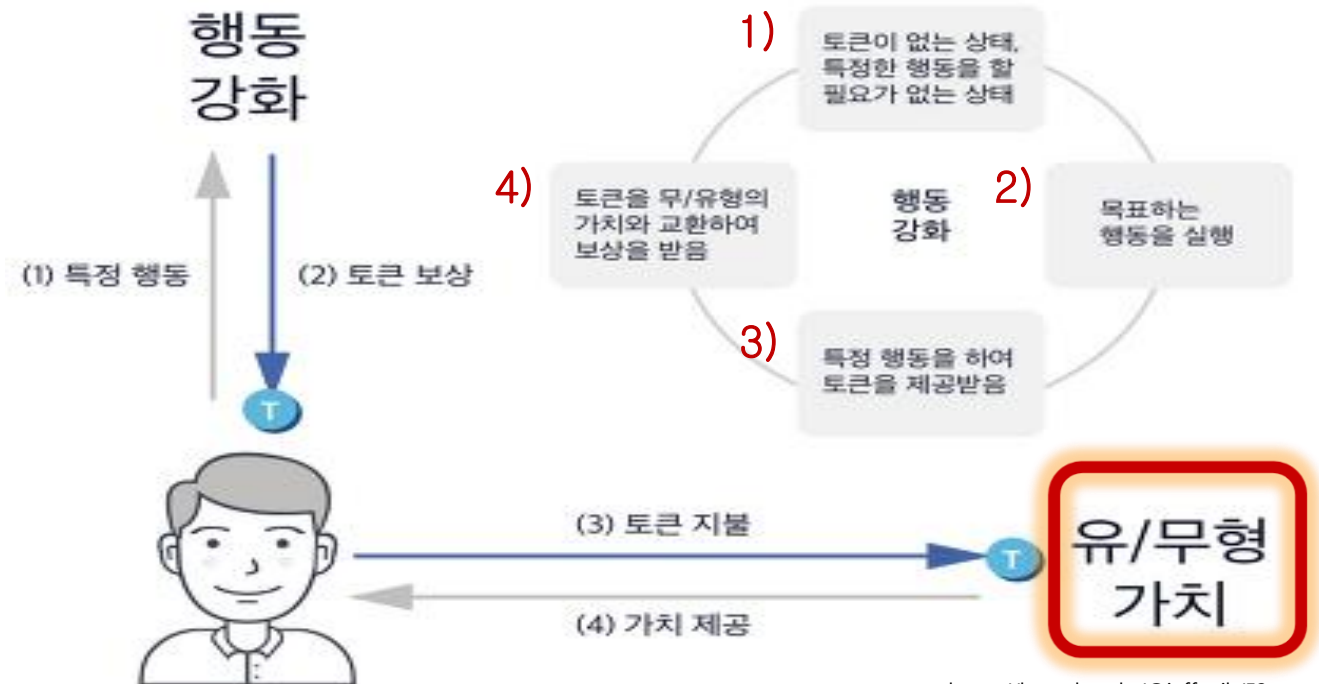 행동
강화
(1) 특정 행동
(2) 토큰 보상
T
1)
토큰이 없는 상태,
특정한 행동을 할
필요가 없는 상태
행동
강화
2)
목표하는
행동을 실행
3)
특정 행동을 하여
토큰을 제공받음
4)
토큰을 무/유형의
가치와 교환하여
보상을 받음
(3) 토큰 지불
T
(4) 가치 제공
유/무형
가치